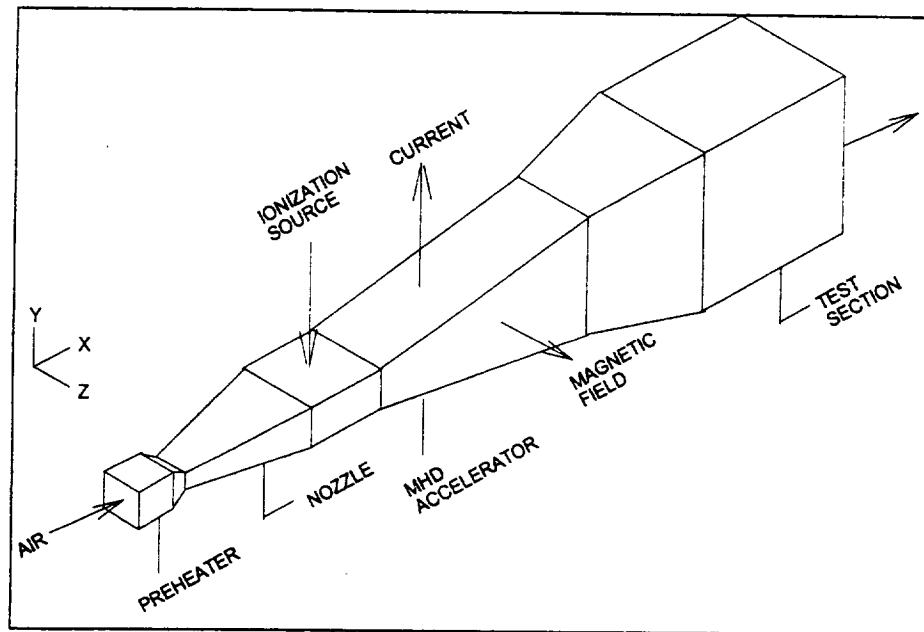 IONIZATION
SOURCE
CURRENT
Y
X
Z
TEST
SECTION
MAGNETIC
FIELD
MHD
ACCELERATOR
NOZZLE
AIR
PREHEATER